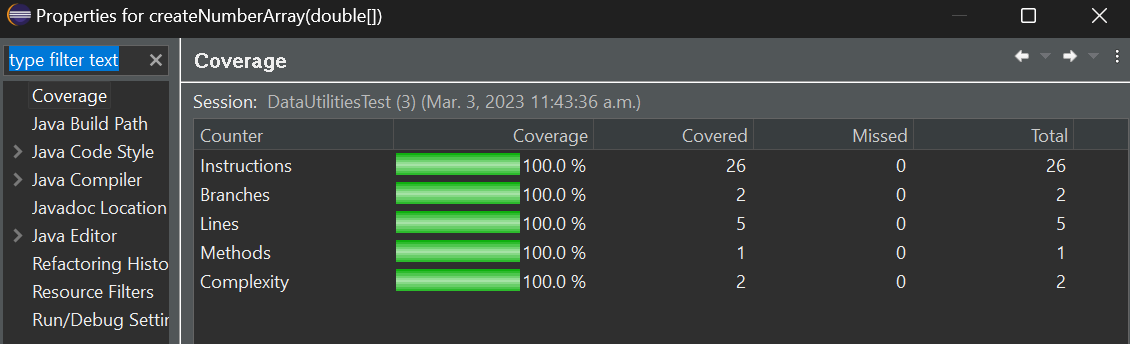 Properties for createNumberArray(double[])
type filter text
Coverage
Java Build Path
Java Code Style
Java Compiler
Javadoc Location
Java Editor
Refactoring Histo
Resource Filters
Run/Debug Settin
Coverage
Session: DataUtilitiesTest (3) (Mar. 3, 2023 11:43:36 a.m.)
Counter Coverage Covered Missed Total
Instructions 100.0 % 26 0 26
Branches 100.0 % 2 0 2
Lines 100.0 % 5 0 5
Methods 100.0 % 1 0 1
Complexity 100.0 % 2 0 2